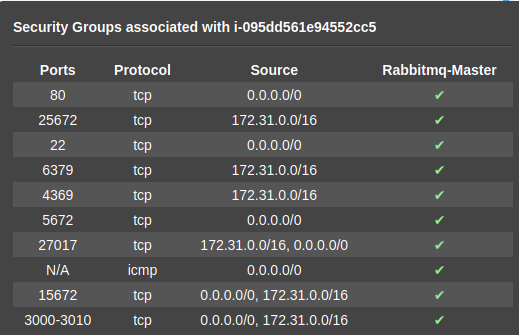 Security Groups associated with i-095dd561e94552cc5
Ports Protocol Source Rabbitmq-Master
80 tcp 0.0.0.0/0 ✔
25672 tcp 172.31.0.0/16 ✔
22 tcp 0.0.0.0/0 ✔
6379 tcp 172.31.0.0/16 ✔
4369 tcp 172.31.0.0/16 ✔
5672 tcp 0.0.0.0/0 ✔
27017 tcp 172.31.0.0/16, 0.0.0.0/0 ✔
N/A icmp 0.0.0.0/0 ✔
15672 tcp 0.0.0.0/0, 172.31.0.0/16 ✔
3000-3010 tcp 0.0.0.0/0, 172.31.0.0/16 ✔